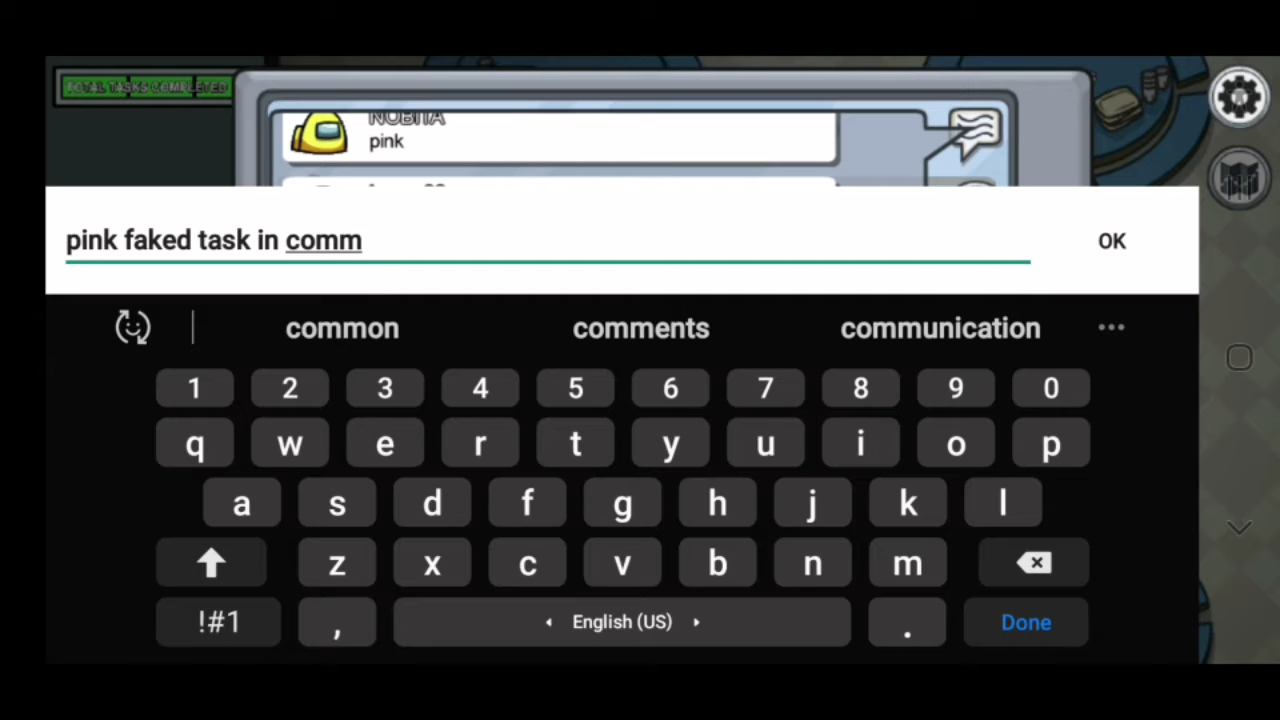 TOTAL TASKS COMPLETED
NOBITA
pink
pink faked task in comm
OK
common comments communication
1 2 3 4 5 6 7 8 9 0
q w e r t y u i o p
a s d f g h j k l
z x c v b n m
!#1 , English (US) . Done